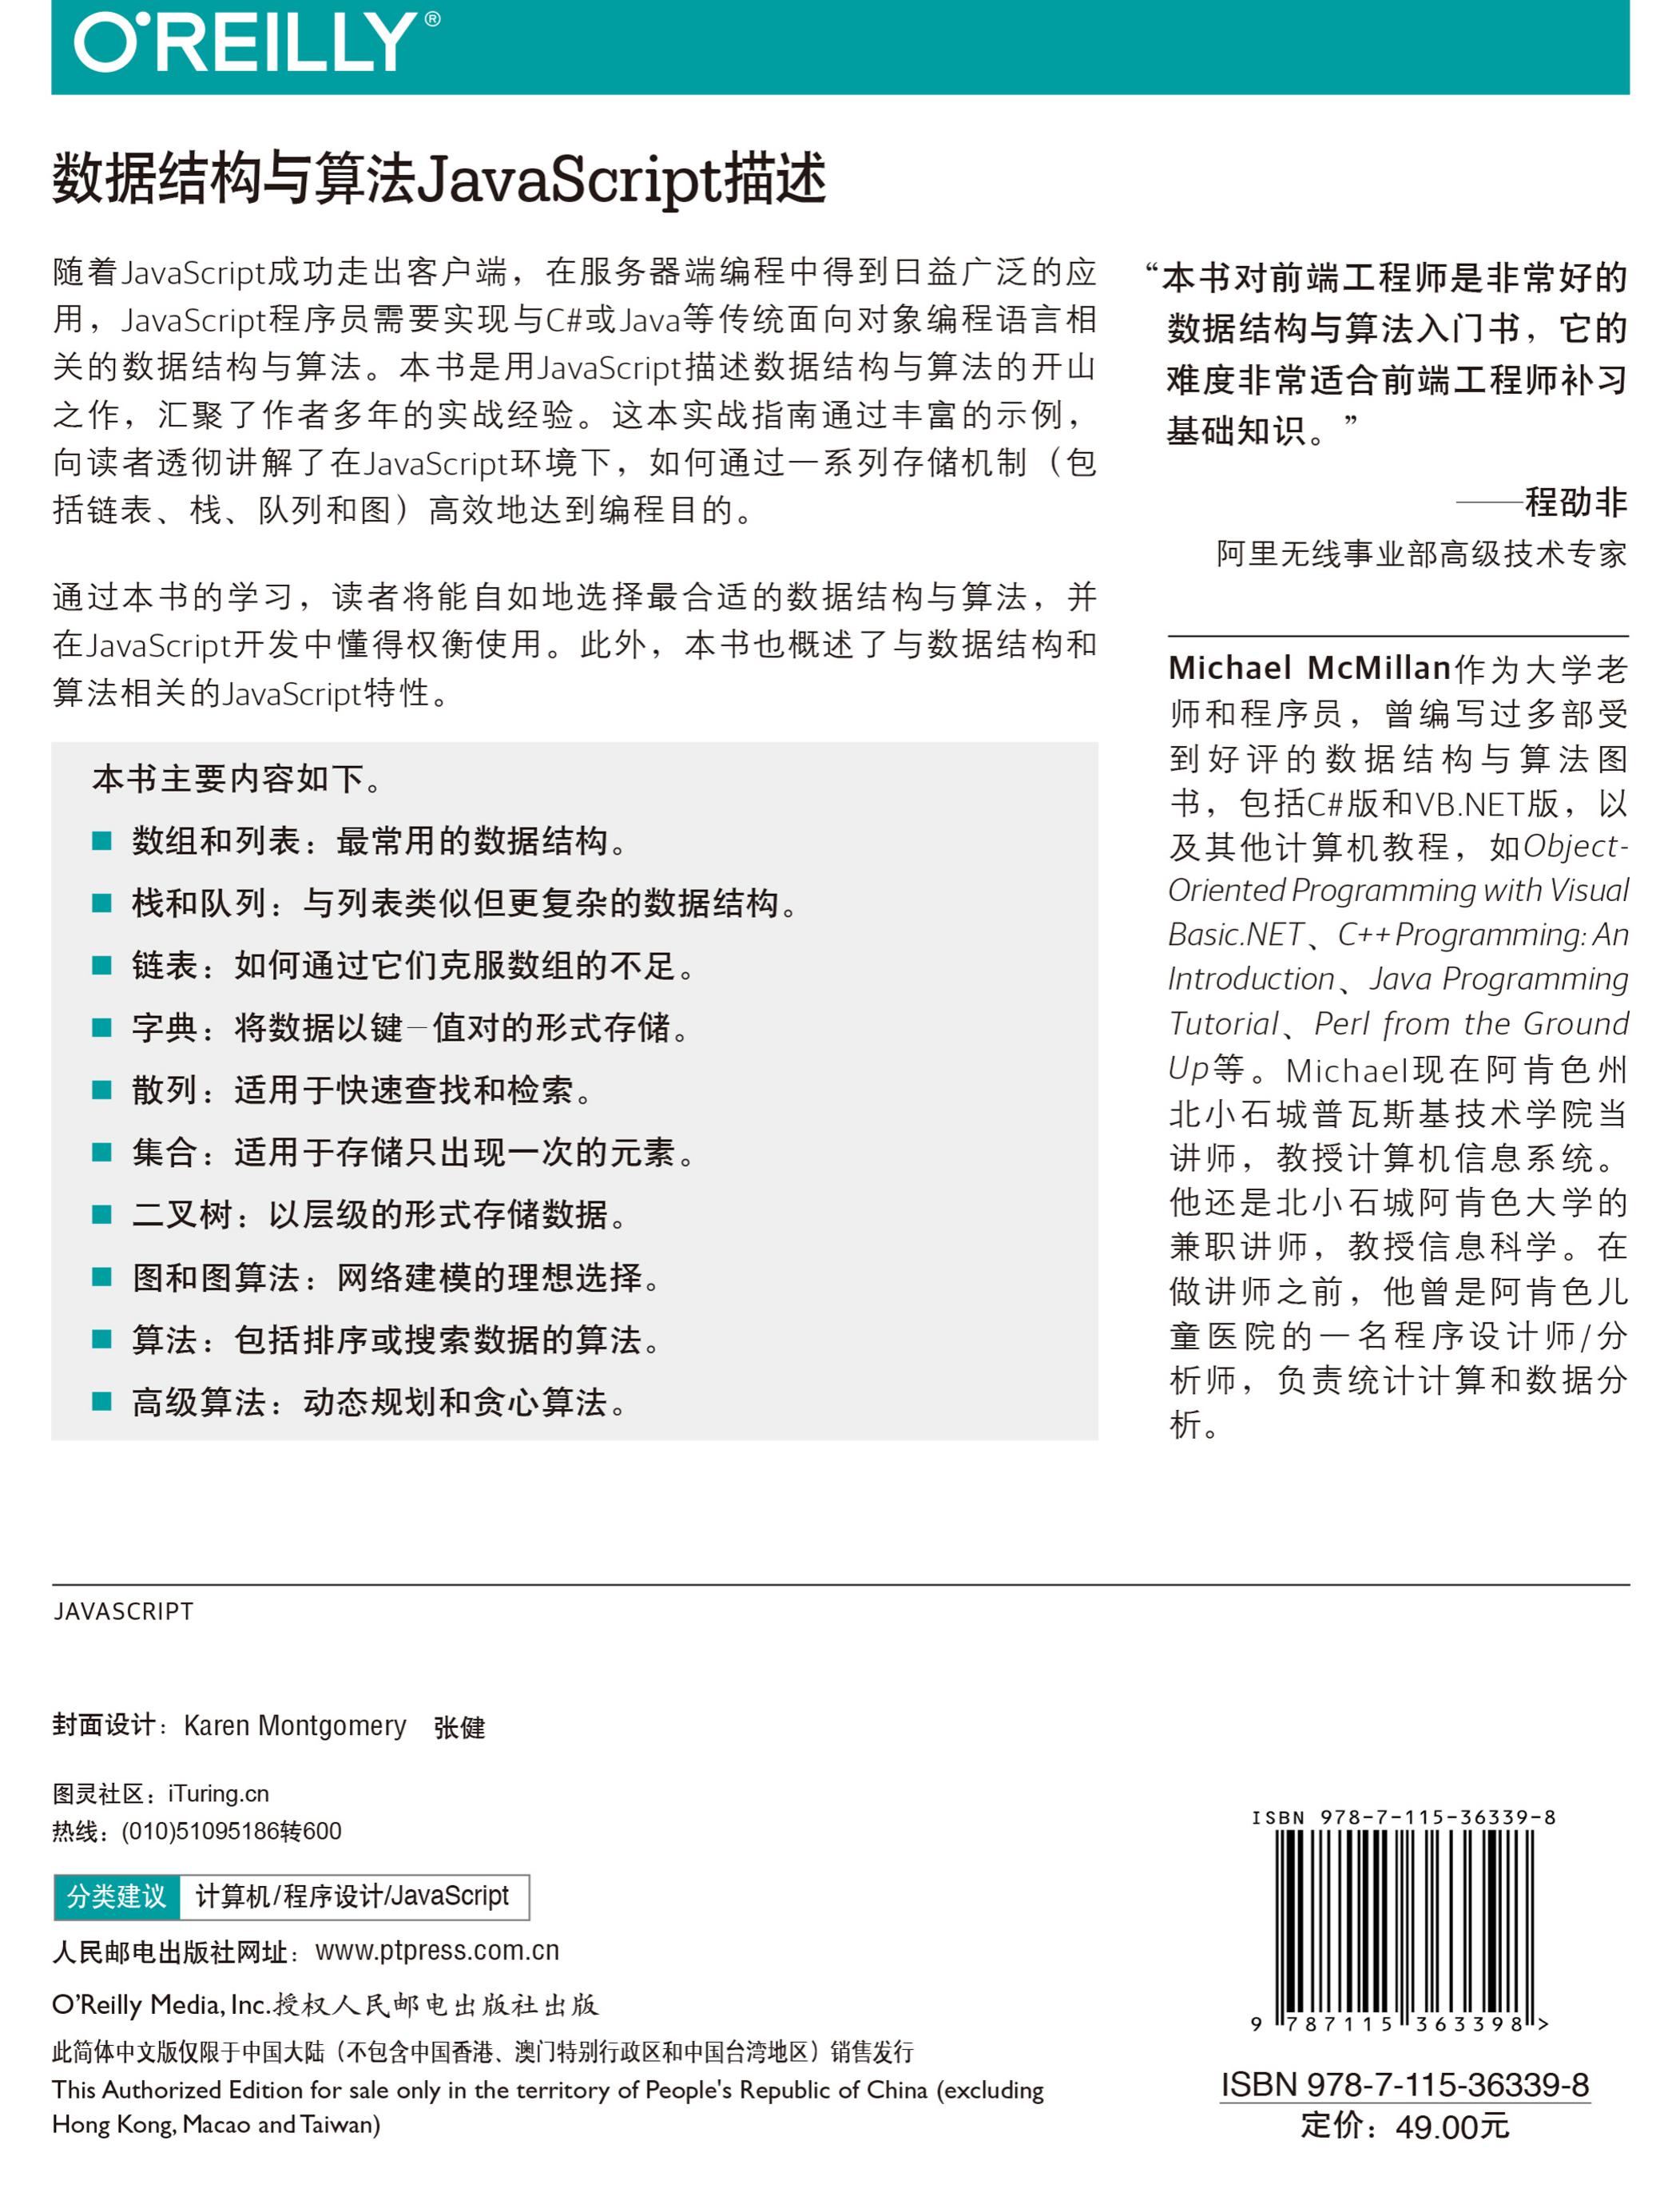 O'REILLY®
数据结构与算法JavaScript描述
随着JavaScript成功走出客户端，在服务器端编程中得到日益广泛的应
用，JavaScript程序员需要实现与C#或Java等传统面向对象编程语言相
关的数据结构与算法。本书是用JavaScript描述数据结构与算法的开山
之作，汇聚了作者多年的实战经验。这本实战指南通过丰富的示例，
向读者透彻讲解了在JavaScript环境下，如何通过一系列存储机制（包
括链表、栈、队列和图）高效地达到编程目的。
通过本书的学习，读者将能自如地选择最合适的数据结构与算法，并
在JavaScript开发中懂得权衡使用。此外，本书也概述了与数据结构和
算法相关的JavaScript特性。
本书主要内容如下。
■ 数组和列表：最常用的数据结构。
■ 栈和队列：与列表类似但更复杂的数据结构。
■ 链表：如何通过它们克服数组的不足。
■ 字典：将数据以键－值对的形式存储。
■ 散列：适用于快速查找和检索。
■ 集合：适用于存储只出现一次的元素。
■ 二叉树：以层级的形式存储数据。
■ 图和图算法：网络建模的理想选择。
■ 算法：包括排序或搜索数据的算法。
■ 高级算法：动态规划和贪心算法。
“本书对前端工程师是非常好的
数据结构与算法入门书，它的
难度非常适合前端工程师补习
基础知识。”
——程劭非
阿里无线事业部高级技术专家
Michael McMillan作为大学老
师和程序员，曾编写过多部受
到好评的数据结构与算法图
书，包括C#版和VB.NET版，以
及其他计算机教程，如Object-
Oriented Programming with Visual
Basic.NET、C++ Programming: An
Introduction、Java Programming
Tutorial、Perl from the Ground
Up等。Michael现在阿肯色州
北小石城普瓦斯基技术学院当
讲师，教授计算机信息系统。
他还是北小石城阿肯色大学的
兼职讲师，教授信息科学。在
做讲师之前，他曾是阿肯色儿
童医院的一名程序设计师/分
析师，负责统计计算和数据分
析。
JAVASCRIPT
封面设计：Karen Montgomery 张健
图灵社区：iTuring.cn
热线：(010)51095186转600
分类建议 计算机/程序设计/JavaScript
人民邮电出版社网址：www.ptpress.com.cn
O'Reilly Media, Inc.授权人民邮电出版社出版
此简体中文版仅限于中国大陆（不包含中国香港、澳门特别行政区和中国台湾地区）销售发行
This Authorized Edition for sale only in the territory of People's Republic of China (excluding
Hong Kong, Macao and Taiwan)
ISBN 978-7-115-36339-8
9 787115 363398 >
ISBN 978-7-115-36339-8
定价：49.00元